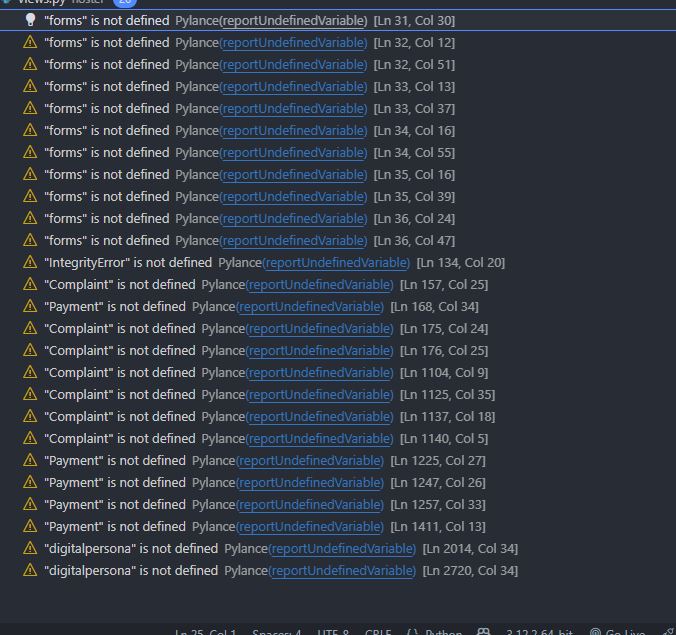 views.py hostel 26
"forms" is not defined Pylance(reportUndefinedVariable) [Ln 31, Col 30]
"forms" is not defined Pylance(reportUndefinedVariable) [Ln 32, Col 12]
"forms" is not defined Pylance(reportUndefinedVariable) [Ln 32, Col 51]
"forms" is not defined Pylance(reportUndefinedVariable) [Ln 33, Col 13]
"forms" is not defined Pylance(reportUndefinedVariable) [Ln 33, Col 37]
"forms" is not defined Pylance(reportUndefinedVariable) [Ln 34, Col 16]
"forms" is not defined Pylance(reportUndefinedVariable) [Ln 34, Col 55]
"forms" is not defined Pylance(reportUndefinedVariable) [Ln 35, Col 16]
"forms" is not defined Pylance(reportUndefinedVariable) [Ln 35, Col 39]
"forms" is not defined Pylance(reportUndefinedVariable) [Ln 36, Col 24]
"forms" is not defined Pylance(reportUndefinedVariable) [Ln 36, Col 47]
"IntegrityError" is not defined Pylance(reportUndefinedVariable) [Ln 134, Col 20]
"Complaint" is not defined Pylance(reportUndefinedVariable) [Ln 157, Col 25]
"Payment" is not defined Pylance(reportUndefinedVariable) [Ln 168, Col 34]
"Complaint" is not defined Pylance(reportUndefinedVariable) [Ln 175, Col 24]
"Complaint" is not defined Pylance(reportUndefinedVariable) [Ln 176, Col 25]
"Complaint" is not defined Pylance(reportUndefinedVariable) [Ln 1104, Col 9]
"Complaint" is not defined Pylance(reportUndefinedVariable) [Ln 1125, Col 35]
"Complaint" is not defined Pylance(reportUndefinedVariable) [Ln 1137, Col 18]
"Complaint" is not defined Pylance(reportUndefinedVariable) [Ln 1140, Col 5]
"Payment" is not defined Pylance(reportUndefinedVariable) [Ln 1225, Col 27]
"Payment" is not defined Pylance(reportUndefinedVariable) [Ln 1247, Col 26]
"Payment" is not defined Pylance(reportUndefinedVariable) [Ln 1257, Col 33]
"Payment" is not defined Pylance(reportUndefinedVariable) [Ln 1411, Col 13]
"digitalpersona" is not defined Pylance(reportUndefinedVariable) [Ln 2014, Col 34]
"digitalpersona" is not defined Pylance(reportUndefinedVariable) [Ln 2720, Col 34]
Ln 25, Col 1 Spaces: 4 UTF-8 CRLF { } Python 3.12.2 64-bit Go Live